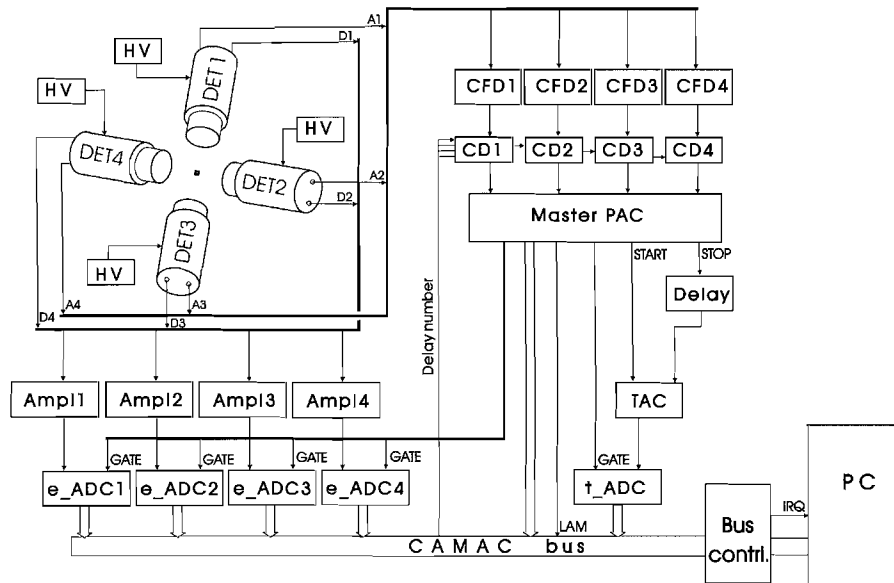 A1
D1
HV
DET1
HV
CFD1
CFD2
CFD3
CFD4
HV
DET4
CD1
CD2
CD3
CD4
DET2
A2
D2
Master PAC
DET3
HV
START
STOP
Delay
A4
A3
D4
D3
Delay number
Ampl1
Ampl2
Ampl3
Ampl4
TAC
GATE
GATE
GATE
GATE
GATE
e_ADC1
e_ADC2
e_ADC3
e_ADC4
t_ADC
PC
IRQ
LAM
CAMAC bus
Bus
contrl.